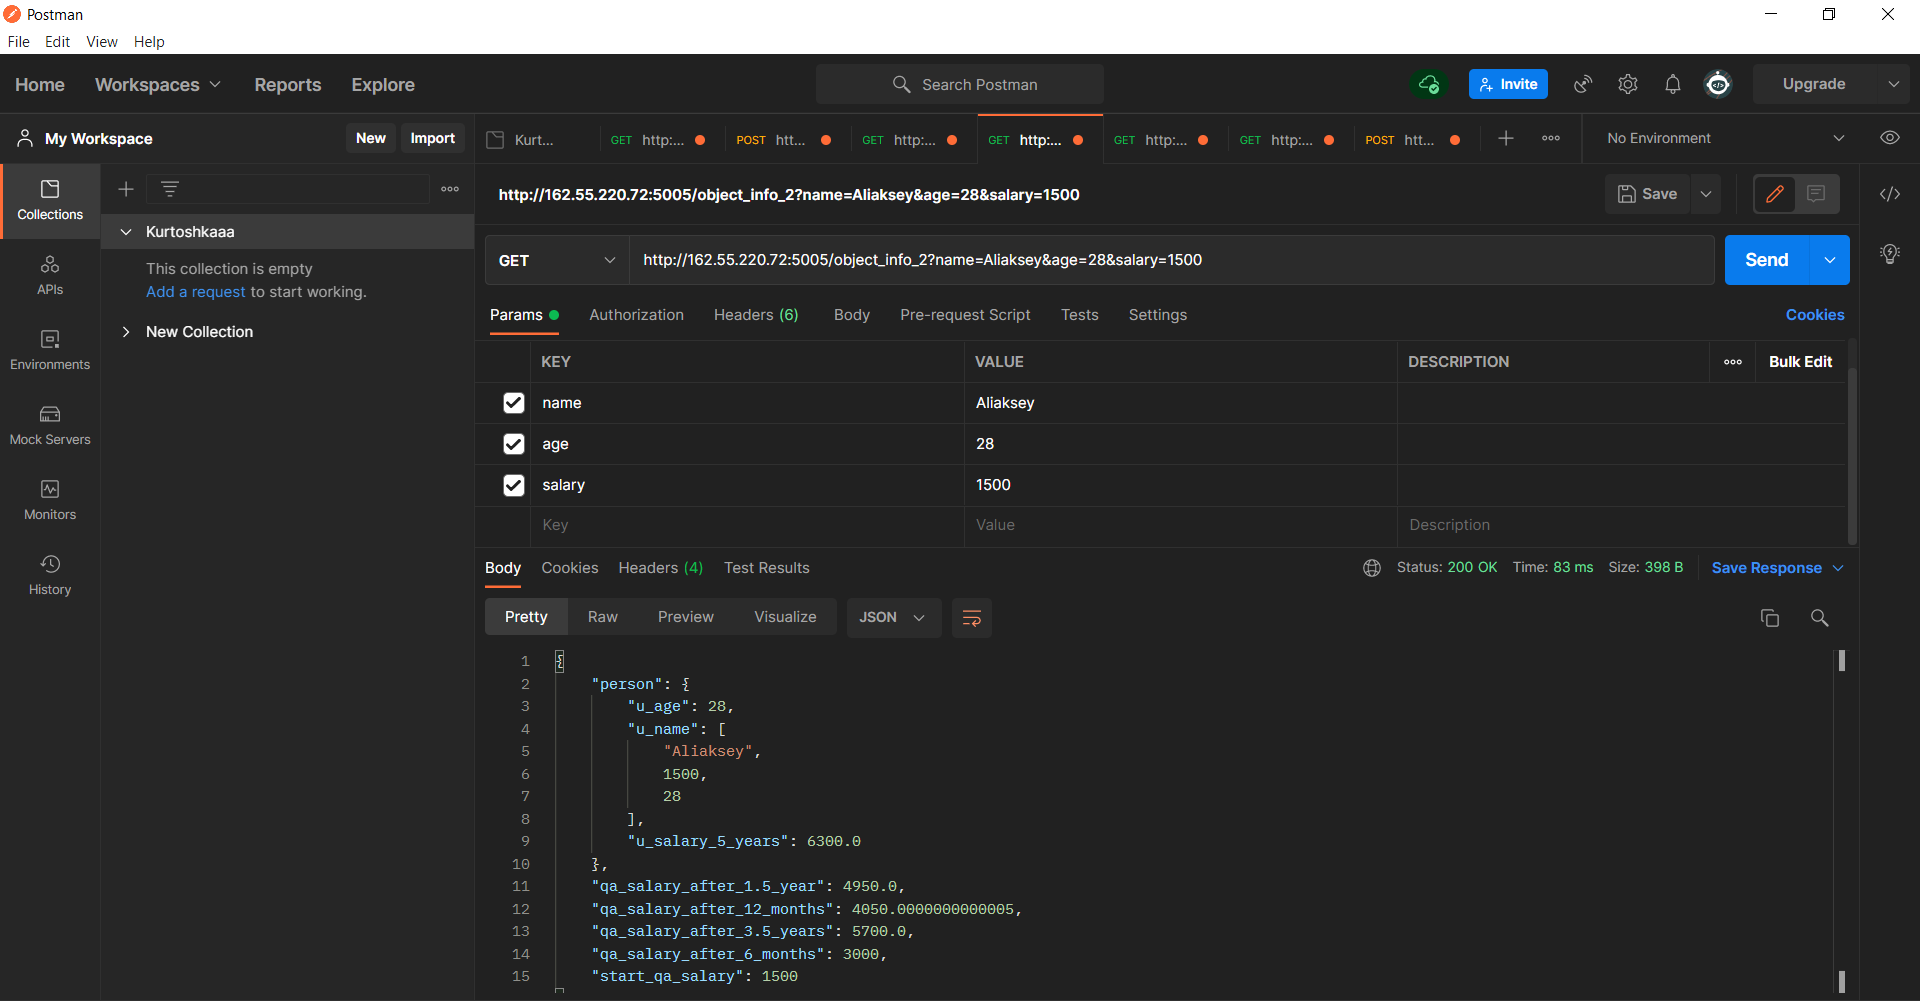 Postman
File Edit View Help
Home Workspaces Reports Explore Search Postman Invite Upgrade
My Workspace New Import Kurt... GET http:... POST htt... GET http:... GET http:... GET http:... GET http:... POST htt... No Environment
http://162.55.220.72:5005/object_info_2?name=Aliaksey&age=28&salary=1500 Save
Collections
Kurtoshkaaa
This collection is empty
Add a request to start working.
New Collection
APIs
Environments
Mock Servers
Monitors
History
GET http://162.55.220.72:5005/object_info_2?name=Aliaksey&age=28&salary=1500 Send
Params Authorization Headers (6) Body Pre-request Script Tests Settings Cookies
KEY VALUE DESCRIPTION Bulk Edit
name Aliaksey
age 28
salary 1500
Key Value Description
Body Cookies Headers (4) Test Results Status: 200 OK Time: 83 ms Size: 398 B Save Response
Pretty Raw Preview Visualize JSON
1 {
2 "person": {
3 "u_age": 28,
4 "u_name": [
5 "Aliaksey",
6 1500,
7 28
8 ],
9 "u_salary_5_years": 6300.0
10 },
11 "qa_salary_after_1.5_year": 4950.0,
12 "qa_salary_after_12_months": 4050.0000000000005,
13 "qa_salary_after_3.5_years": 5700.0,
14 "qa_salary_after_6_months": 3000,
15 "start_qa_salary": 1500